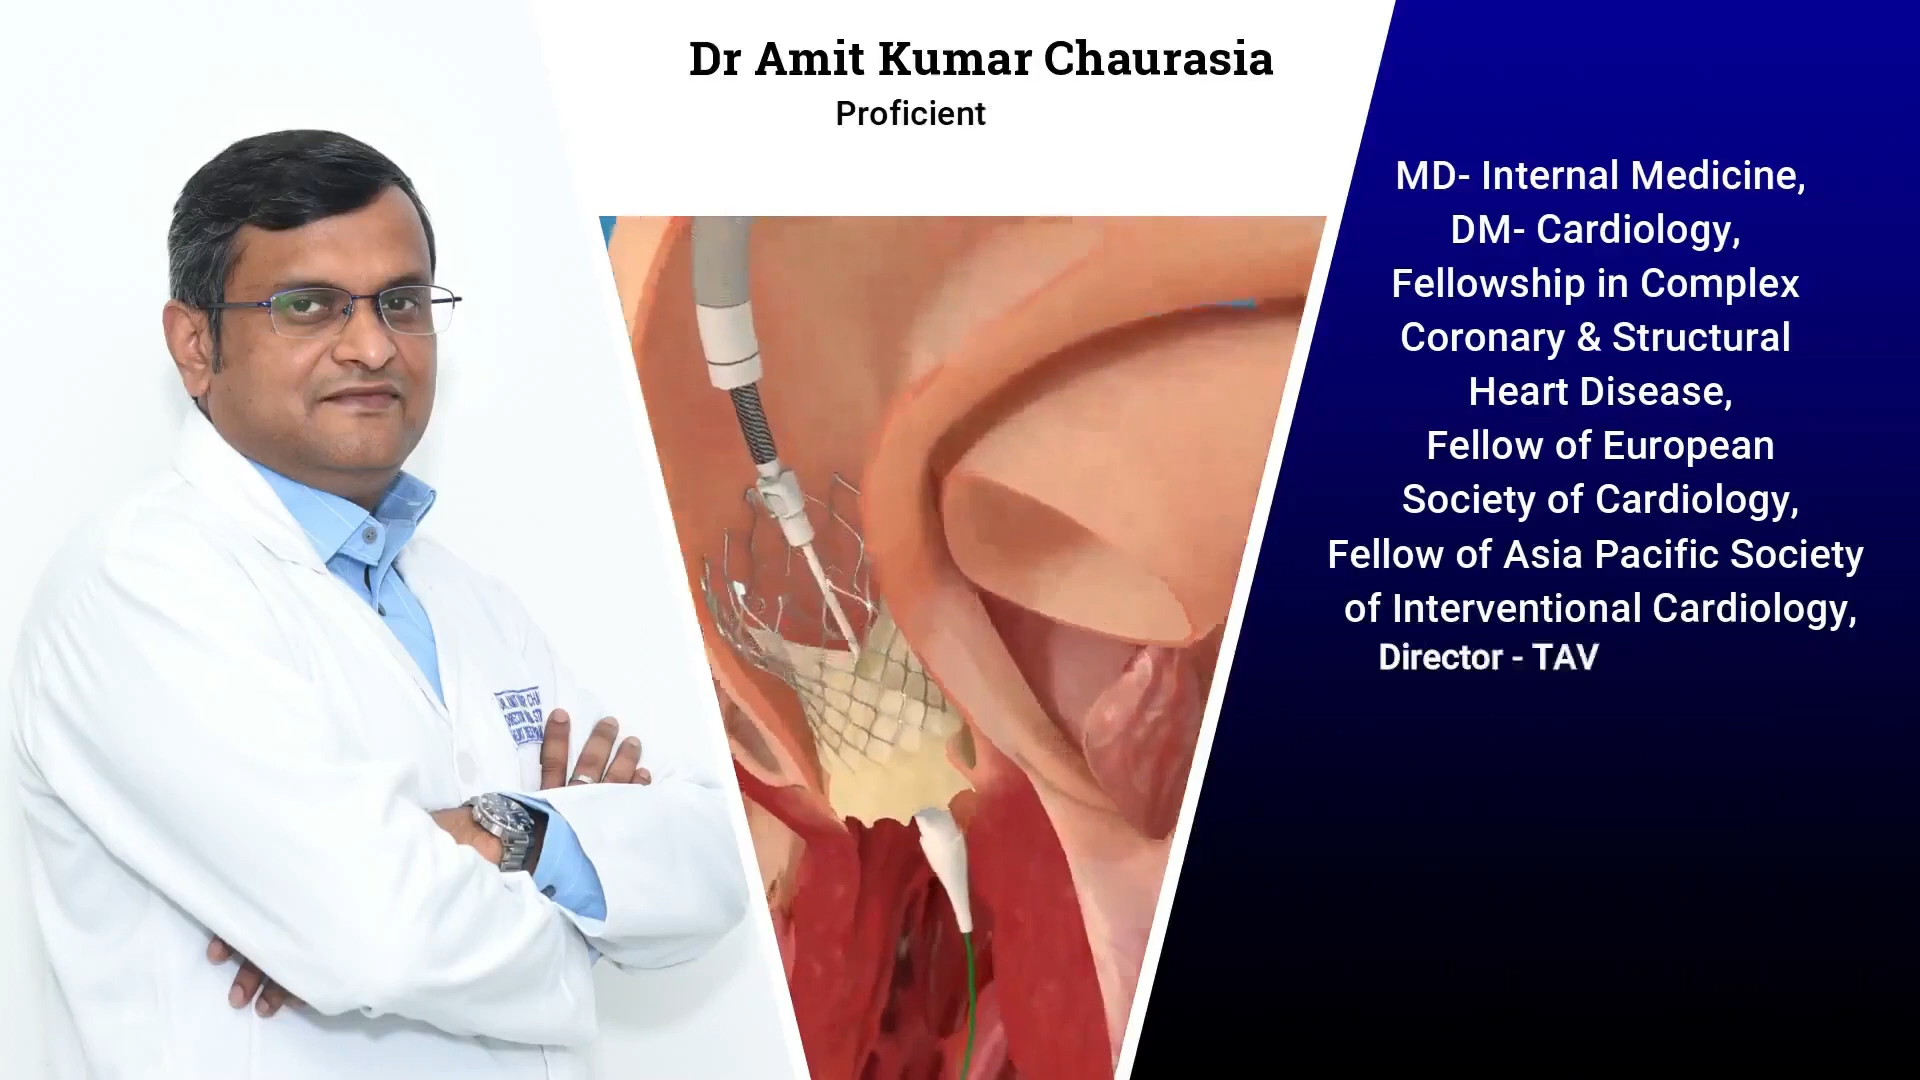 Dr Amit Kumar Chaurasia
Proficient
MD- Internal Medicine,
DM- Cardiology,
Fellowship in Complex
Coronary & Structural
Heart Disease,
Fellow of European
Society of Cardiology,
Fellow of Asia Pacific Society
of Interventional Cardiology,
Director - TAV